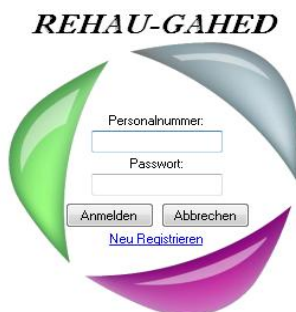 REHAU-GAHED
Personalnummer:
Passwort:
Anmelden Abbrechen
Neu Registrieren